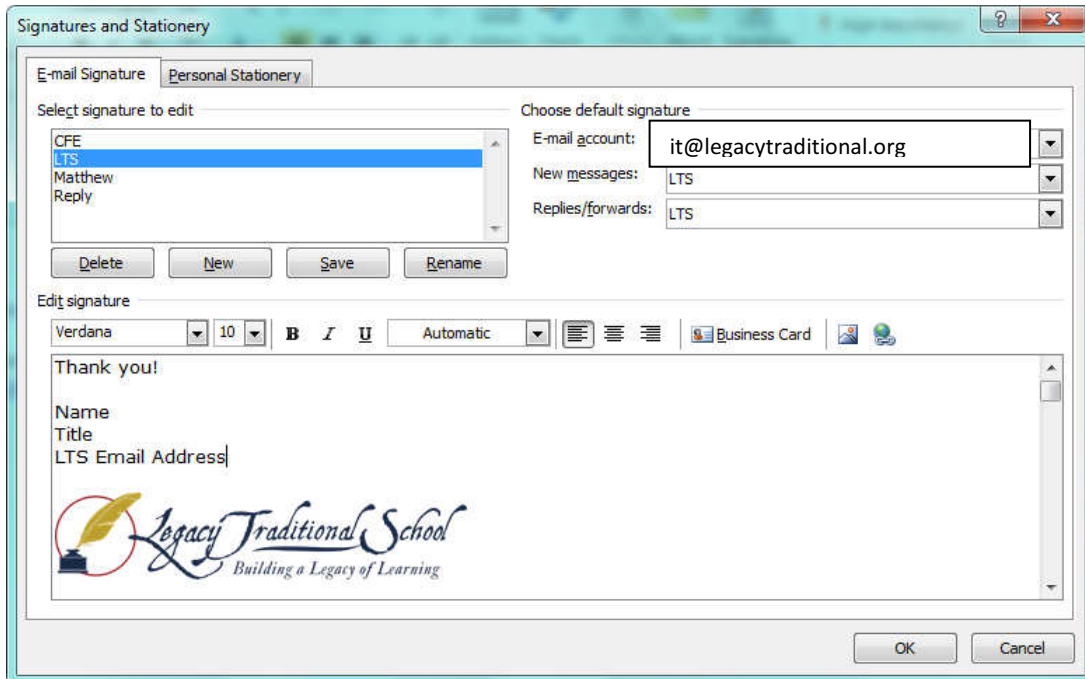 Signatures and Stationery
E-mail Signature Personal Stationery
Select signature to edit
CFE
LTS
Matthew
Reply
Delete New Save Rename
Choose default signature
E-mail account: it@legacytraditional.org
New messages: LTS
Replies/forwards: LTS
Edit signature
Verdana 10 B I U Automatic Business Card
Thank you!
Name
Title
LTS Email Address
Legacy Traditional School
Building a Legacy of Learning
OK Cancel